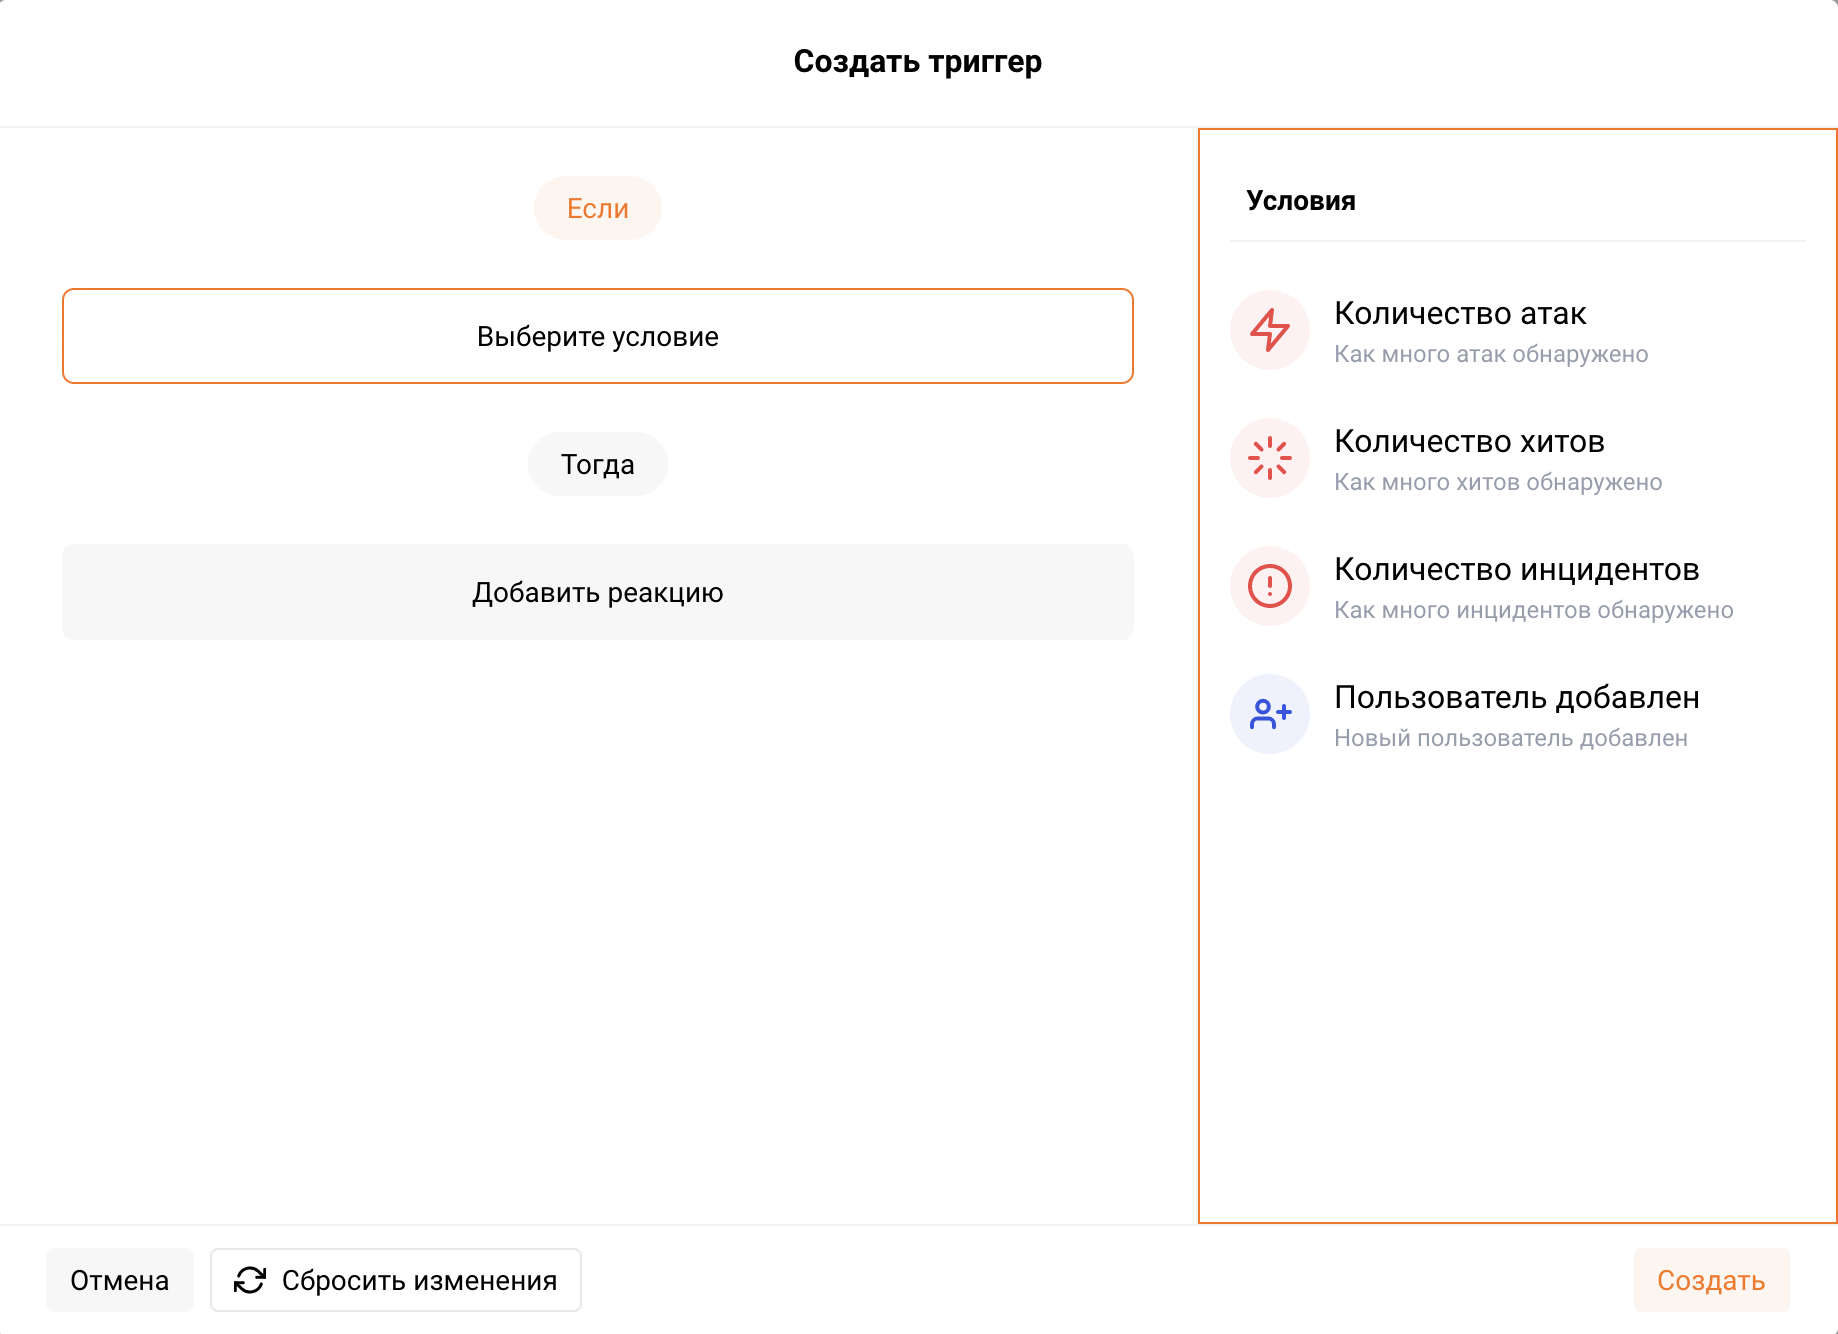 Создать триггер
Если
Выберите условие
Тогда
Добавить реакцию
Условия
Количество атак
Как много атак обнаружено
Количество хитов
Как много хитов обнаружено
Количество инцидентов
Как много инцидентов обнаружено
Пользователь добавлен
Новый пользователь добавлен
Отмена
Сбросить изменения
Создать